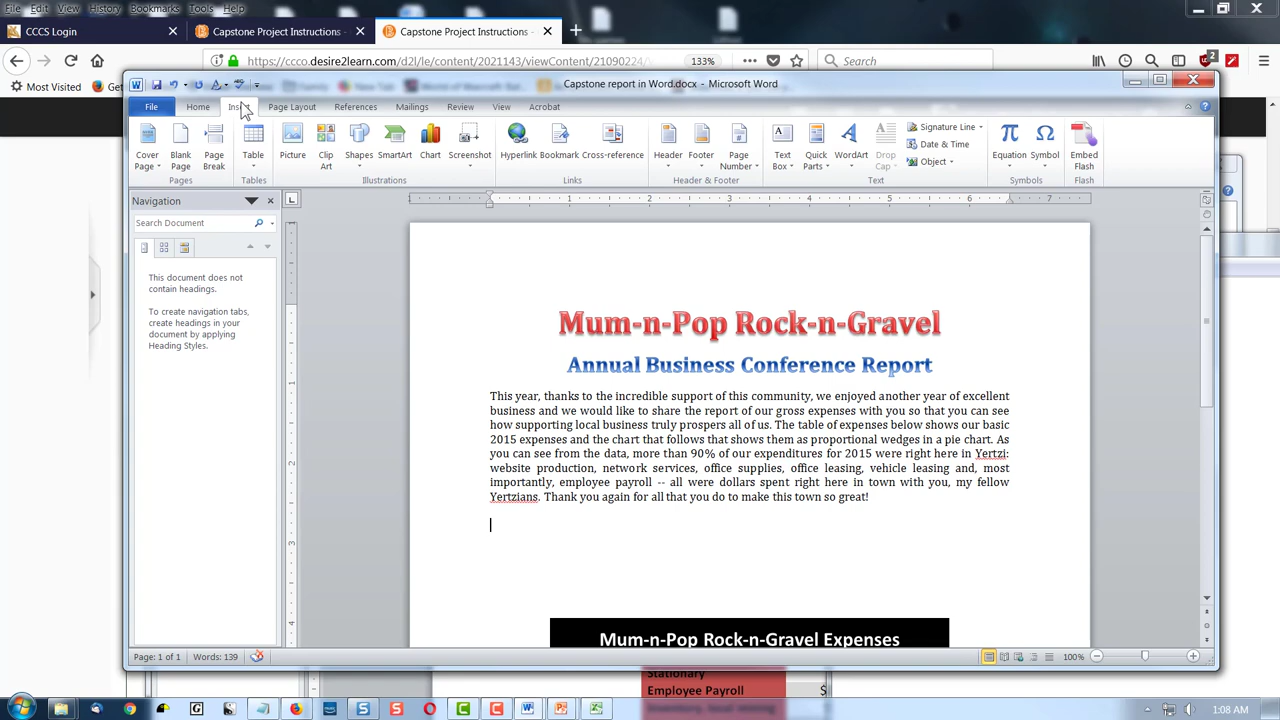 File Edit View History Bookmarks Tools Help
CCCS Login
Capstone Project Instructions -
Capstone Project Instructions -
https://ccco.desire2learn.com/d2l/le/content/2021143/viewContent/21090224
133%
Search
Most Visited
Capstone report in Word.docx - Microsoft Word
File Home Page Layout References Mailings Review View Acrobat
Cover Page
Blank Page
Page Break
Table
Picture
Clip Art
Shapes
SmartArt
Chart
Screenshot
Hyperlink
Bookmark
Cross-reference
Header
Footer
Page Number
Text Box
Quick Parts
WordArt
Drop Cap
Signature Line
Date & Time
Object
Equation
Symbol
Embed Flash
Pages Tables Illustrations Links Header & Footer Text Symbols Flash
Navigation
Search Document
This document does not
contain headings.
To create navigation tabs,
create headings in your
document by applying
Heading Styles.
Mum-n-Pop Rock-n-Gravel
Annual Business Conference Report
This year, thanks to the incredible support of this community, we enjoyed another year of excellent
business and we would like to share the report of our gross expenses with you so that you can see
how supporting local business truly prospers all of us. The table of expenses below shows our basic
2015 expenses and the chart that follows that shows them as proportional wedges in a pie chart. As
you can see from the data, more than 90% of our expenditures for 2015 were right here in Yertzi:
website production, network services, office supplies, office leasing, vehicle leasing and, most
importantly, employee payroll -- all were dollars spent right here in town with you, my fellow
Yertzians. Thank you again for all that you do to make this town so great!
Mum-n-Pop Rock-n-Gravel Expenses
Page: 1 of 1 Words: 139
100%
Stationary
Employee Payroll $
1:08 AM